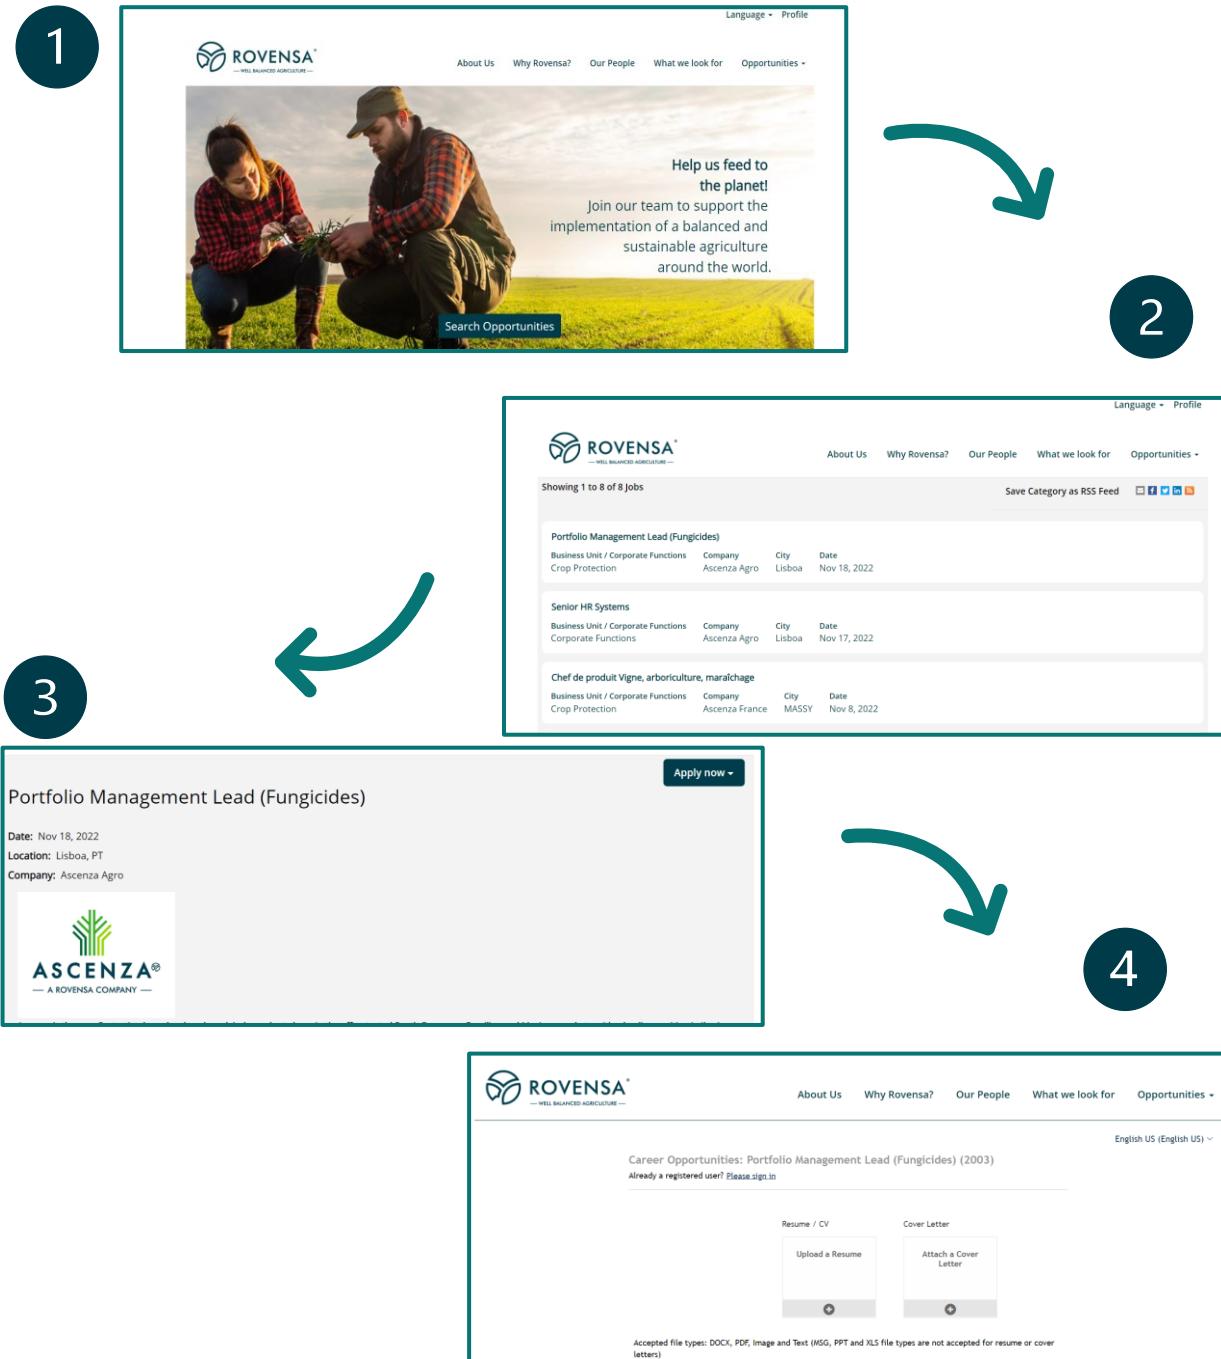 1
Language Profile
ROVENSA
WELL BALANCED AGRICULTURE
About Us Why Rovensa? Our People What we look for Opportunities
Help us feed to
the planet!
Join our team to support the
implementation of a balanced and
sustainable agriculture
around the world.
Search Opportunities
2
Language Profile
ROVENSA
WELL BALANCED AGRICULTURE
About Us Why Rovensa? Our People What we look for Opportunities
Showing 1 to 8 of 8 Jobs
Save Category as RSS Feed
Portfolio Management Lead (Fungicides)
Business Unit / Corporate Functions Company City Date
Crop Protection Ascenza Agro Lisboa Nov 18, 2022
Senior HR Systems
Business Unit / Corporate Functions Company City Date
Corporate Functions Ascenza Agro Lisboa Nov 17, 2022
Chef de produit Vigne, arboriculture, maraîchage
Business Unit / Corporate Functions Company City Date
Crop Protection Ascenza France MASSY Nov 8, 2022
3
Apply now
Portfolio Management Lead (Fungicides)
Date: Nov 18, 2022
Location: Lisboa, PT
Company: Ascenza Agro
ASCENZA
A ROVENSA COMPANY
4
ROVENSA
WELL BALANCED AGRICULTURE
About Us Why Rovensa? Our People What we look for Opportunities
English US (English US)
Career Opportunities: Portfolio Management Lead (Fungicides) (2003)
Already a registered user? Please sign in
Resume / CV Cover Letter
Upload a Resume Attach a Cover
Letter
Accepted file types: DOCX, PDF, Image and Text (MSG, PPT and XLS file types are not accepted for resume or cover
letters)